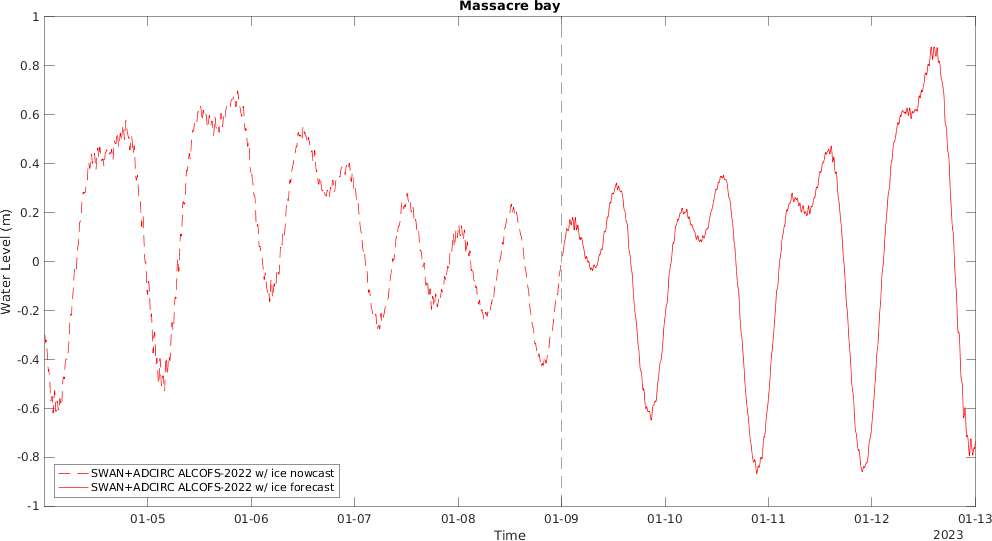 Massacre bay
Water Level (m)
1
0.8
0.6
0.4
0.2
0
-0.2
-0.4
-0.6
-0.8
-1
SWAN+ADCIRC ALCOFS-2022 w/ ice nowcast
SWAN+ADCIRC ALCOFS-2022 w/ ice forecast
01-05 01-06 01-07 01-08 01-09 01-10 01-11 01-12 01-13
Time
2023